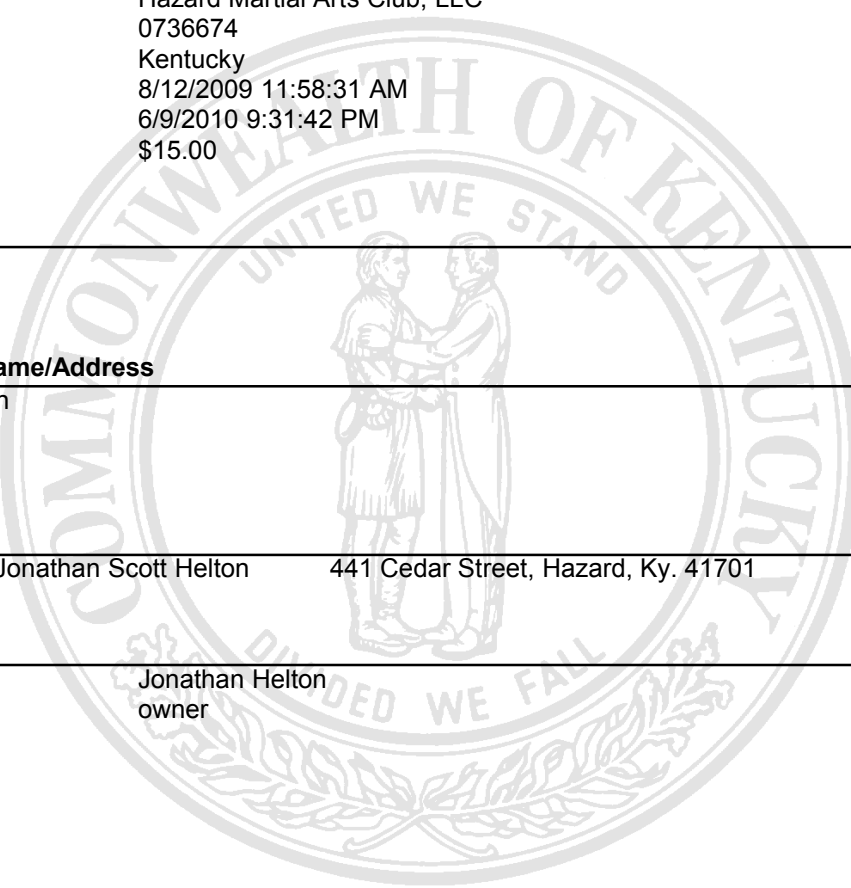 Hazard Martial Arts Club, LLC
0736674
Kentucky
8/12/2009 11:58:31 AM
6/9/2010 9:31:42 PM
$15.00
COMMONWEALTH OF KENTUCKY
UNITED WE STAND
ame/Address
n
Jonathan Scott Helton 441 Cedar Street, Hazard, Ky. 41701
Jonathan Helton
owner
DIVIDED WE FALL